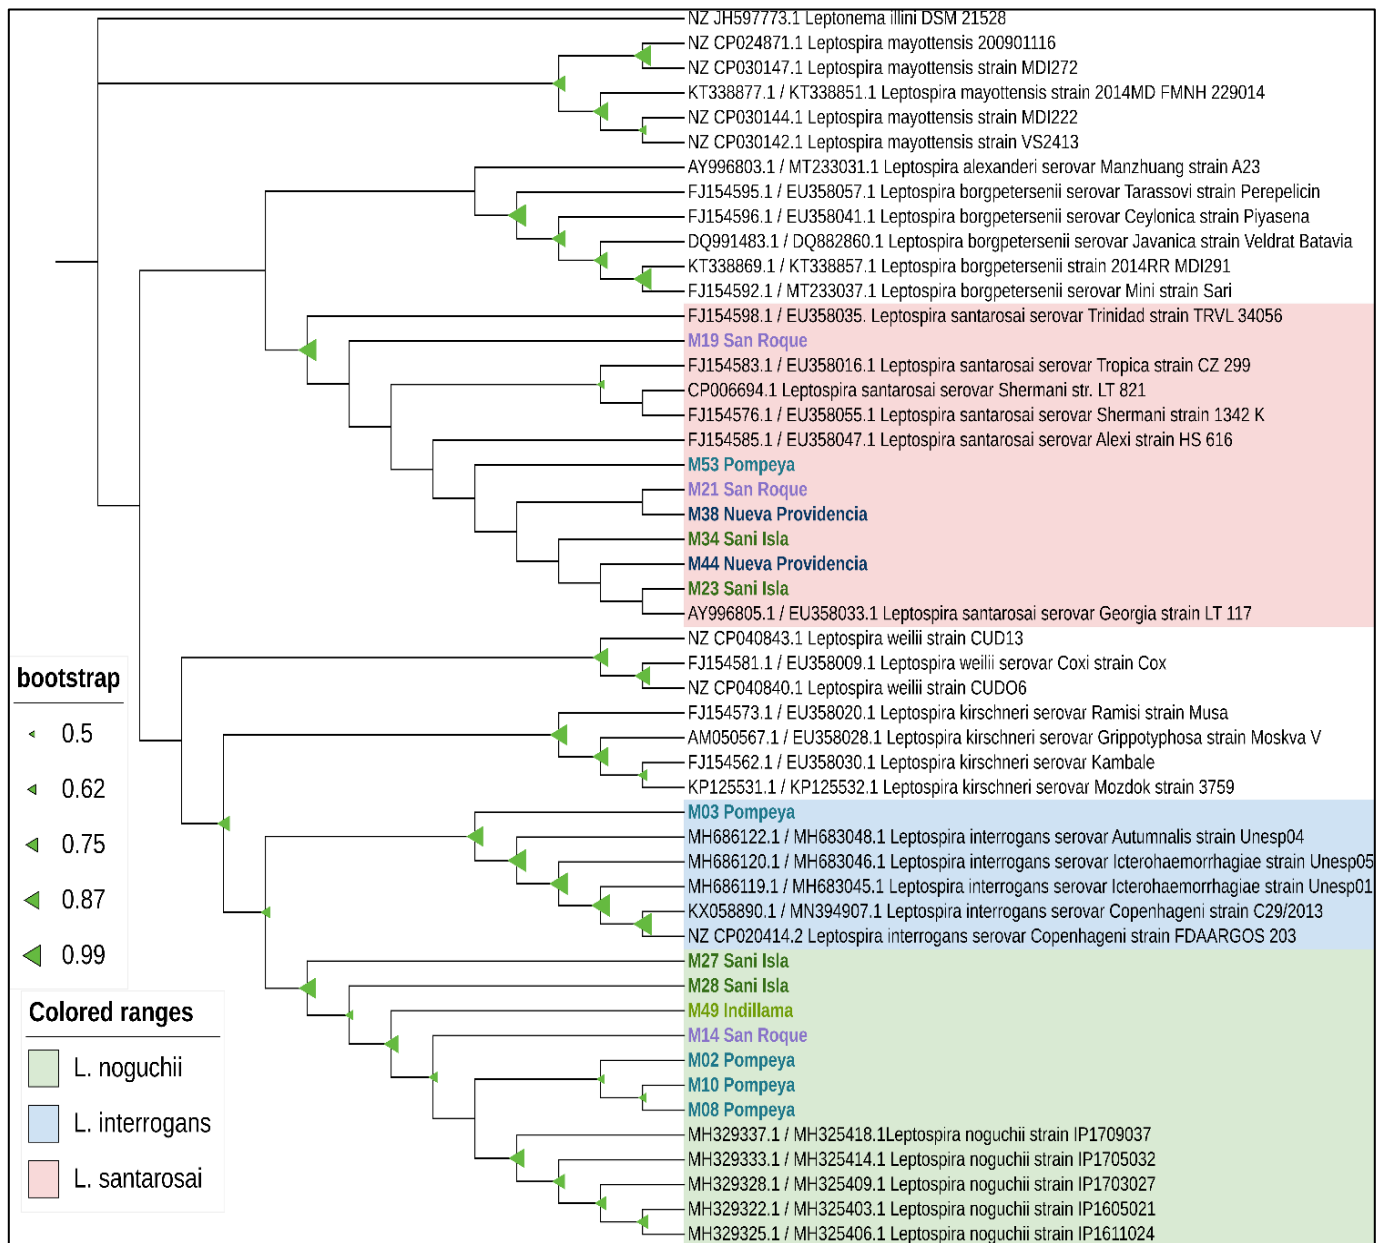 NZ JH597773.1 Leptonema illini DSM 21528
NZ CP024871.1 Leptospira mayottensis 200901116
NZ CP030147.1 Leptospira mayottensis strain MDI272
KT338877.1 / KT338851.1 Leptospira mayottensis strain 2014MD FMNH 229014
NZ CP030144.1 Leptospira mayottensis strain MDI222
NZ CP030142.1 Leptospira mayottensis strain VS2413
AY996803.1 / MT233031.1 Leptospira alexanderi serovar Manzhuang strain A23
FJ154595.1 / EU358057.1 Leptospira borgpetersenii serovar Tarassovi strain Perepelicin
FJ154596.1 / EU358041.1 Leptospira borgpetersenii serovar Ceylonica strain Piyasena
DQ991483.1 / DQ882860.1 Leptospira borgpetersenii serovar Javanica strain Veldrat Batavia
KT338869.1 / KT338857.1 Leptospira borgpetersenii strain 2014RR MDI291
FJ154592.1 / MT233037.1 Leptospira borgpetersenii serovar Mini strain Sari
FJ154598.1 / EU358035. Leptospira santarosai serovar Trinidad strain TRVL 34056
M19 San Roque
FJ154583.1 / EU358016.1 Leptospira santarosai serovar Tropica strain CZ 299
CP006694.1 Leptospira santarosai serovar Shermani str. LT 821
FJ154576.1 / EU358055.1 Leptospira santarosai serovar Shermani strain 1342 K
FJ154585.1 / EU358047.1 Leptospira santarosai serovar Alexi strain HS 616
M53 Pompeya
M21 San Roque
M38 Nueva Providencia
M34 Sani Isla
M44 Nueva Providencia
M23 Sani Isla
AY996805.1 / EU358033.1 Leptospira santarosai serovar Georgia strain LT 117
NZ CP040843.1 Leptospira weilii strain CUD13
FJ154581.1 / EU358009.1 Leptospira weilii serovar Coxi strain Cox
NZ CP040840.1 Leptospira weilii strain CUDO6
FJ154573.1 / EU358020.1 Leptospira kirschneri serovar Ramisi strain Musa
AM050567.1 / EU358028.1 Leptospira kirschneri serovar Grippotyphosa strain Moskva V
FJ154562.1 / EU358030.1 Leptospira kirschneri serovar Kambale
KP125531.1 / KP125532.1 Leptospira kirschneri serovar Mozdok strain 3759
M03 Pompeya
MH686122.1 / MH683048.1 Leptospira interrogans serovar Autumnalis strain Unesp04
MH686120.1 / MH683046.1 Leptospira interrogans serovar Icterohaemorrhagiae strain Unesp05
MH686119.1 / MH683045.1 Leptospira interrogans serovar Icterohaemorrhagiae strain Unesp01
KX058890.1 / MN394907.1 Leptospira interrogans serovar Copenhageni strain C29/2013
NZ CP020414.2 Leptospira interrogans serovar Copenhageni strain FDAARGOS 203
M27 Sani Isla
M28 Sani Isla
M49 Indillama
M14 San Roque
M02 Pompeya
M10 Pompeya
M08 Pompeya
MH329337.1 / MH325418.1Leptospira noguchii strain IP1709037
MH329333.1 / MH325414.1 Leptospira noguchii strain IP1705032
MH329328.1 / MH325409.1 Leptospira noguchii strain IP1703027
MH329322.1 / MH325403.1 Leptospira noguchii strain IP1605021
MH329325.1 / MH325406.1 Leptospira noguchii strain IP1611024
bootstrap
0.5
0.62
0.75
0.87
0.99
Colored ranges
L. noguchii
L. interrogans
L. santarosai